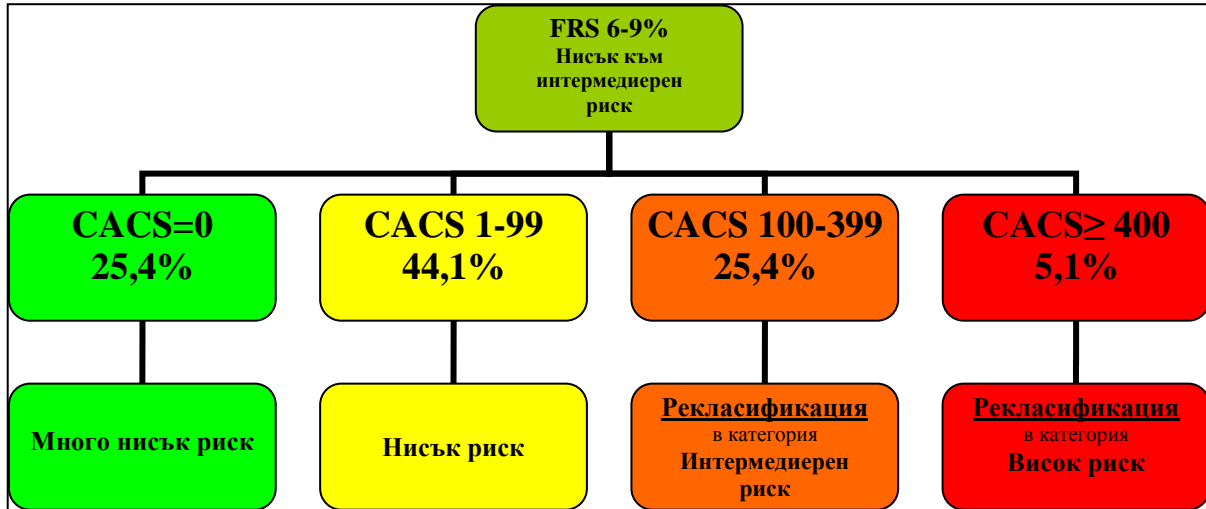 FRS 6-9%
Нисък към
интермедиерен
риск
CACS=0
25,4%
CACS 1-99
44,1%
CACS 100-399
25,4%
CACS≥ 400
5,1%
Много нисък риск
Нисък риск
Рекласификация
в категория
Интермедиерен
риск
Рекласификация
в категория
Висок риск